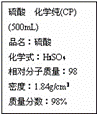 硫酸 化学纯(CP)
(500mL)
品名：硫酸
化学式：H₂SO₄
相对分子质量：98
密度：1.84g/cm³
质量分数：98%